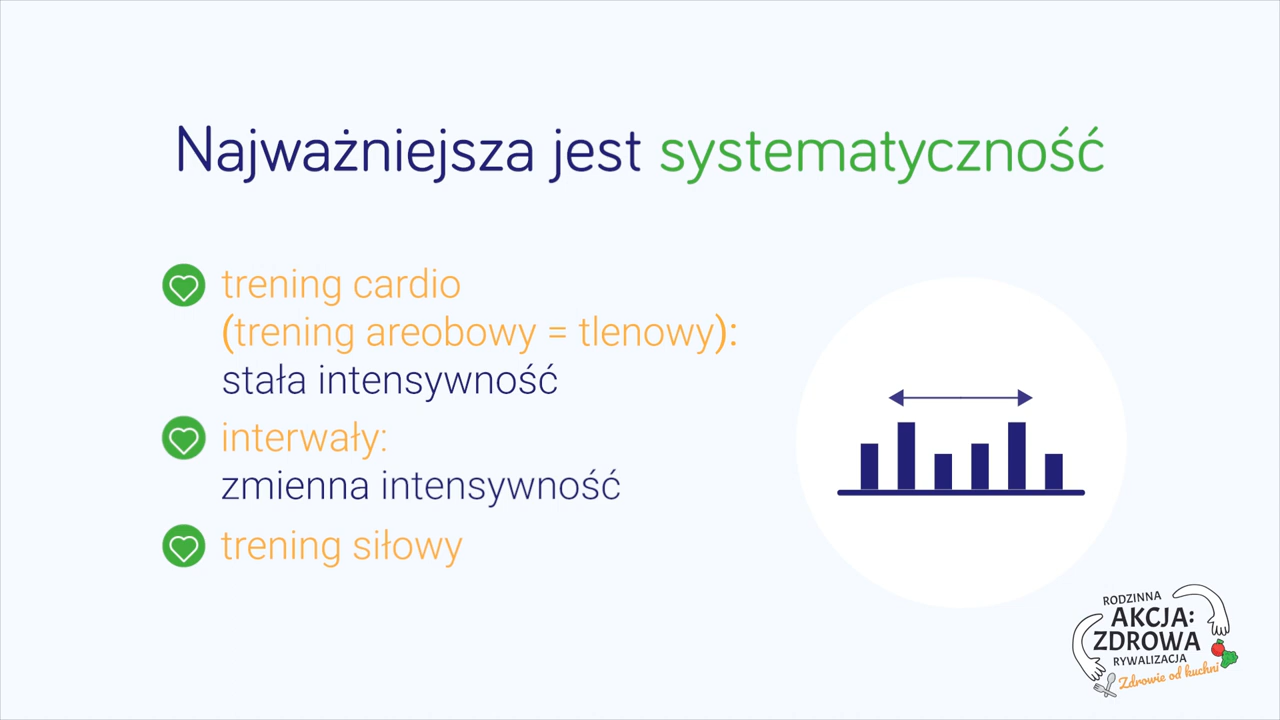 Najważniejsza jest systematyczność
trening cardio
(trening areobowy = tlenowy):
stała intensywność
interwały:
zmienna intensywność
trening siłowy
RODZINNA
AKCJA:
ZDROWA
RYWALIZACJA
Zdrowie od kuchni